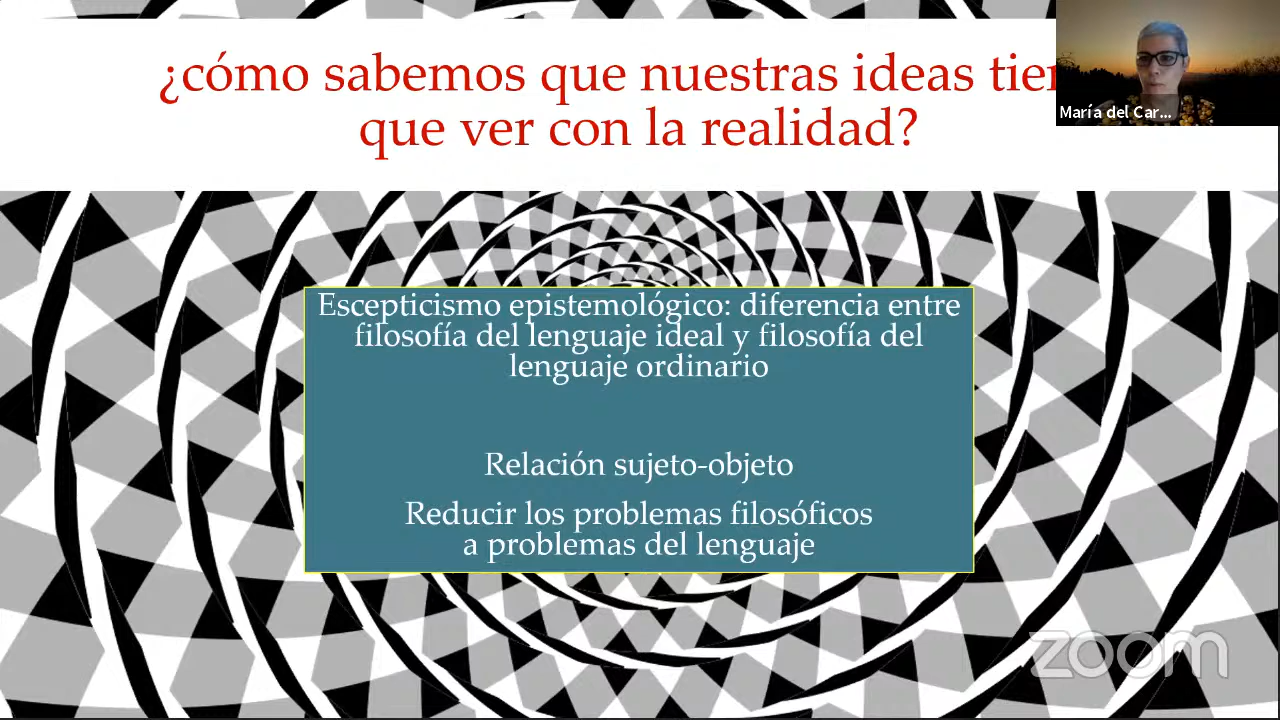 ¿cómo sabemos que nuestras ideas
que ver con la realidad?
María del Car...
Escepticismo epistemológico: diferencia entre
filosofía del lenguaje ideal y filosofía del
lenguaje ordinario
Relación sujeto-objeto
Reducir los problemas filosóficos
a problemas del lenguaje
zoom